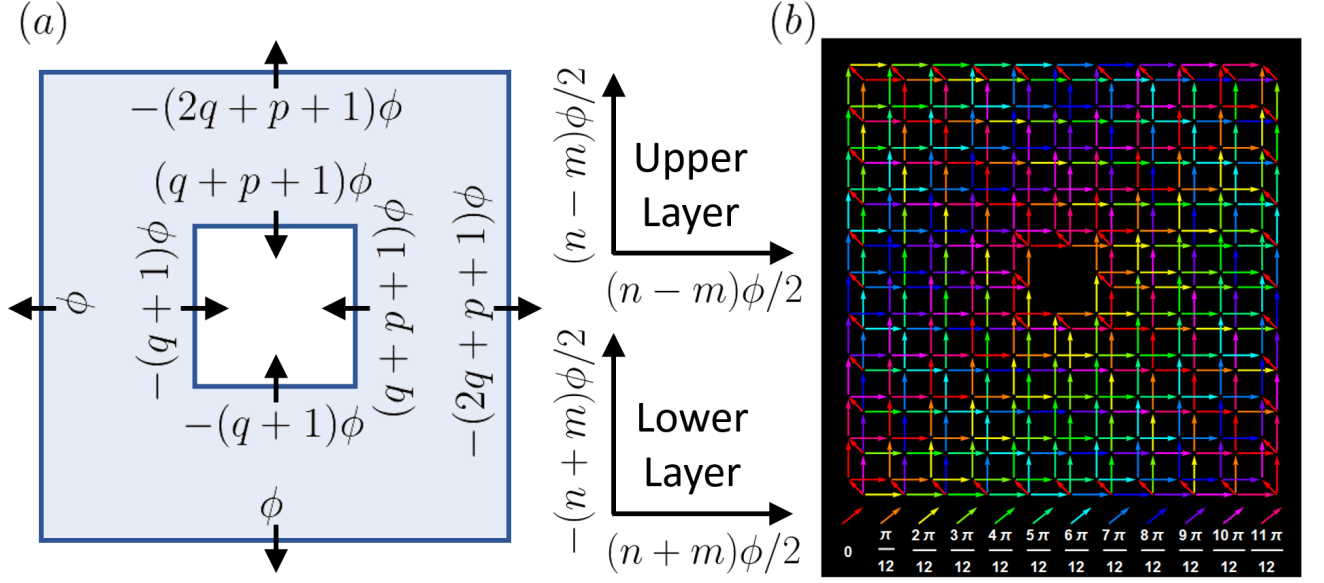 (a)
−(2q + p + 1)ϕ
(q + p + 1)ϕ
−(q + 1)ϕ
ϕ
(q + p + 1)ϕ
−(2q + p + 1)ϕ
−(q + 1)ϕ
ϕ
(n − m)ϕ/2
Upper
Layer
(n − m)ϕ/2
−(n + m)ϕ/2
Lower
Layer
(n + m)ϕ/2
(b)
0 π/12 2π/12 3π/12 4π/12 5π/12 6π/12 7π/12 8π/12 9π/12 10π/12 11π/12